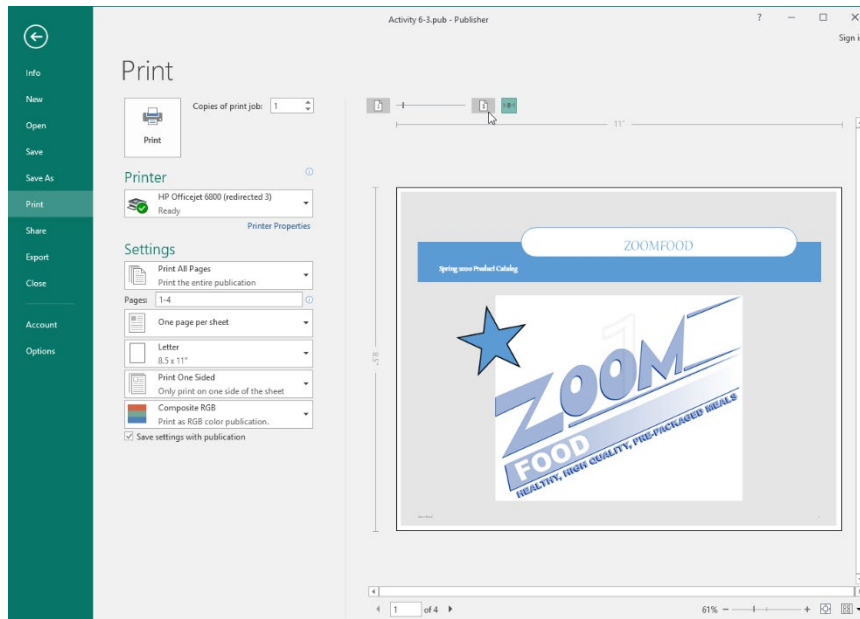 Activity 6-3.pub - Publisher
?
Sign in
Info
New
Open
Save
Save As
Print
Share
Export
Close
Account
Options
Print
Copies of print job: 1
Print
Printer
HP Officejet 6800 (redirected 3)
Ready
Printer Properties
Settings
Print All Pages
Print the entire publication
Pages: 1-4
One page per sheet
Letter
8.5 x 11"
Print One Sided
Only print on one side of the sheet
Composite RGB
Print as RGB color publication.
Save settings with publication
11"
8.5"
ZOOMFOOD
Spring 2020 Product Catalog
1
ZOOM
FOOD
HEALTHY, HIGH QUALITY, PRE-PACKAGED MEALS
1 of 4
61%